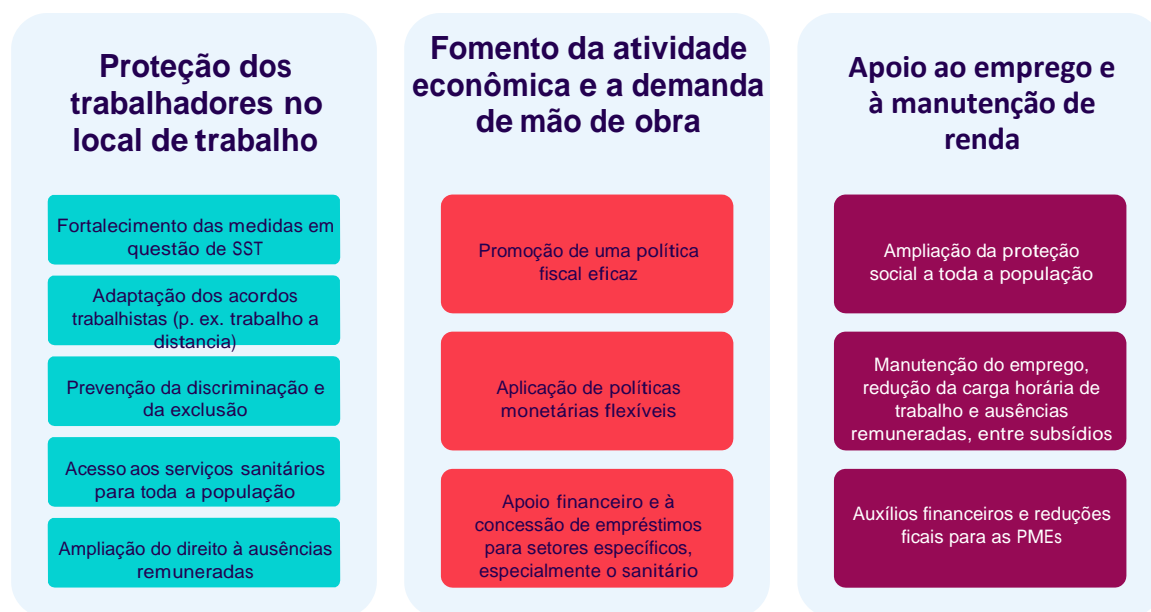 Proteção dos
trabalhadores no
local de trabalho
Fortalecimento das medidas em
questão de SST
Adaptação dos acordos
trabalhistas (p. ex. trabalho a
distancia)
Prevenção da discriminação e
da exclusão
Acesso aos serviços sanitários
para toda a população
Ampliação do direito à ausências
remuneradas
Fomento da atividade
econômica e a demanda
de mão de obra
Promoção de uma política
fiscal eficaz
Aplicação de políticas
monetárias flexíveis
Apoio financeiro e à
concessão de empréstimos
para setores específicos,
especialmente o sanitário
Apoio ao emprego e
à manutenção de
renda
Ampliação da proteção
social a toda a população
Manutenção do emprego,
redução da carga horária de
trabalho e ausências
remuneradas, entre subsídios
Auxílios financeiros e reduções
ficais para as PMEs